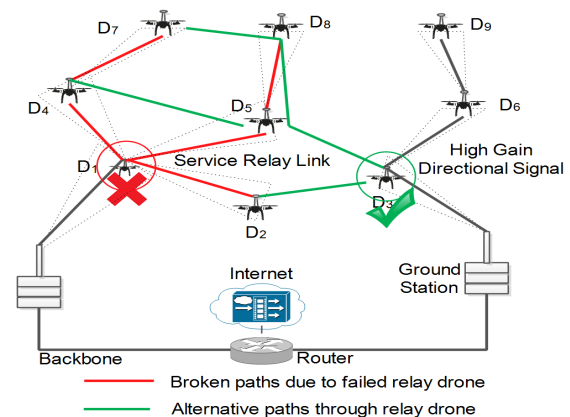 D7
D8
D9
D4
D5
D6
D1
Service Relay Link
High Gain
Directional Signal
D3
D2
Internet
Ground
Station
Backbone
Router
Broken paths due to failed relay drone
Alternative paths through relay drone